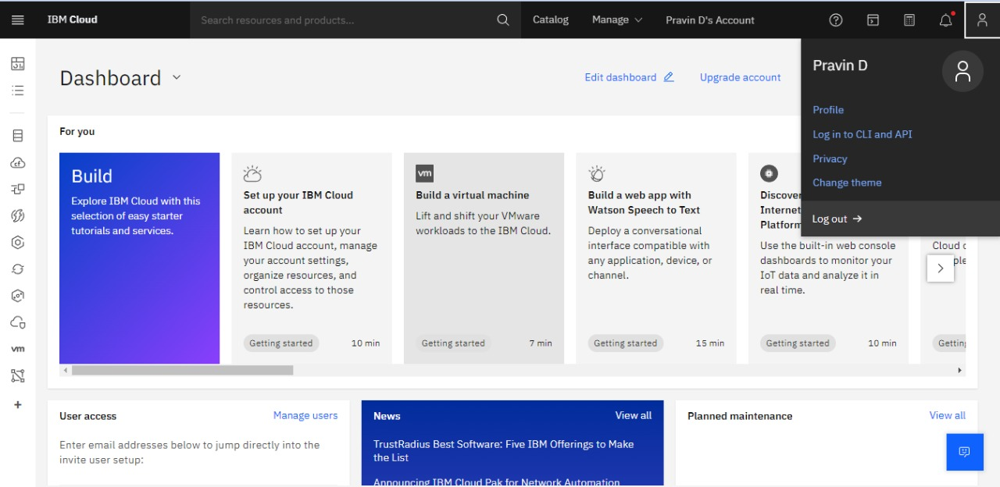 IBM Cloud
Search resources and products...
Catalog
Manage
Pravin D's Account
Pravin D
Profile
Log in to CLI and API
Privacy
Change theme
Log out
Dashboard
Edit dashboard
Upgrade account
For you
Build
Explore IBM Cloud with this
selection of easy starter
tutorials and services.
Set up your IBM Cloud
account
Learn how to set up your
IBM Cloud account, manage
your account settings,
organize resources, and
control access to those
resources.
Getting started
10 min
vm
Build a virtual machine
Lift and shift your VMware
workloads to the IBM Cloud.
Getting started
7 min
Build a web app with
Watson Speech to Text
Deploy a conversational
interface compatible with
any application, device, or
channel.
Getting started
15 min
Discover
Internet
Platform
Use the built-in web console
dashboards to monitor your
IoT data and analyze it in
real time.
Getting started
10 min
Cloud
vm
User access
Manage users
Enter email addresses below to jump directly into the
invite user setup:
News
View all
TrustRadius Best Software: Five IBM Offerings to Make
the List
Announcing IBM Cloud Pak for Network Automation
Planned maintenance
View all